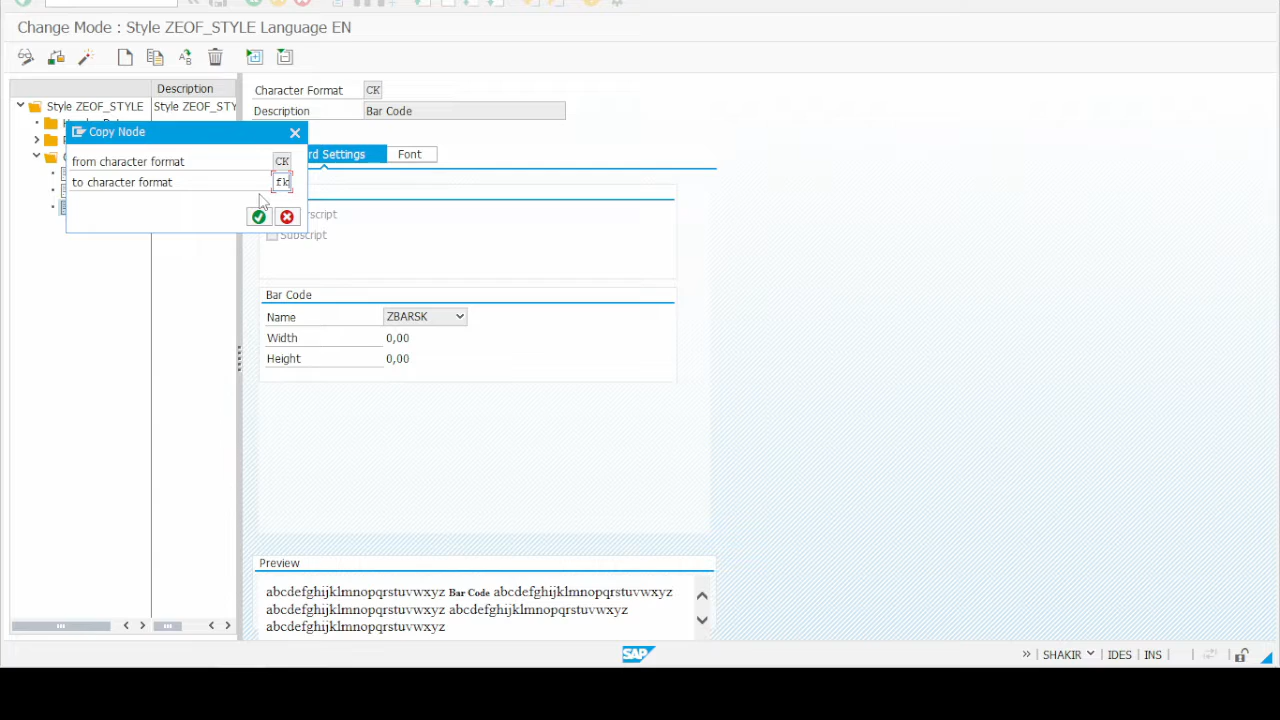 Change Mode : Style ZEOF_STYLE Language EN
Description
Style ZEOF_STYLE
Style ZEOF_STY
Character Format CK
Description Bar Code
Copy Node
from character format CK
to character format fk
rd Settings
Font
Subscript
Bar Code
Name ZBARSK
Width 0,00
Height 0,00
Preview
abcdefghijklmnopqrstuvwxyz Bar Code abcdefghijklmnopqrstuvwxyz
abcdefghijklmnopqrstuvwxyz abcdefghijklmnopqrstuvwxyz
abcdefghijklmnopqrstuvwxyz
SAP
SHAKIR
IDES
INS